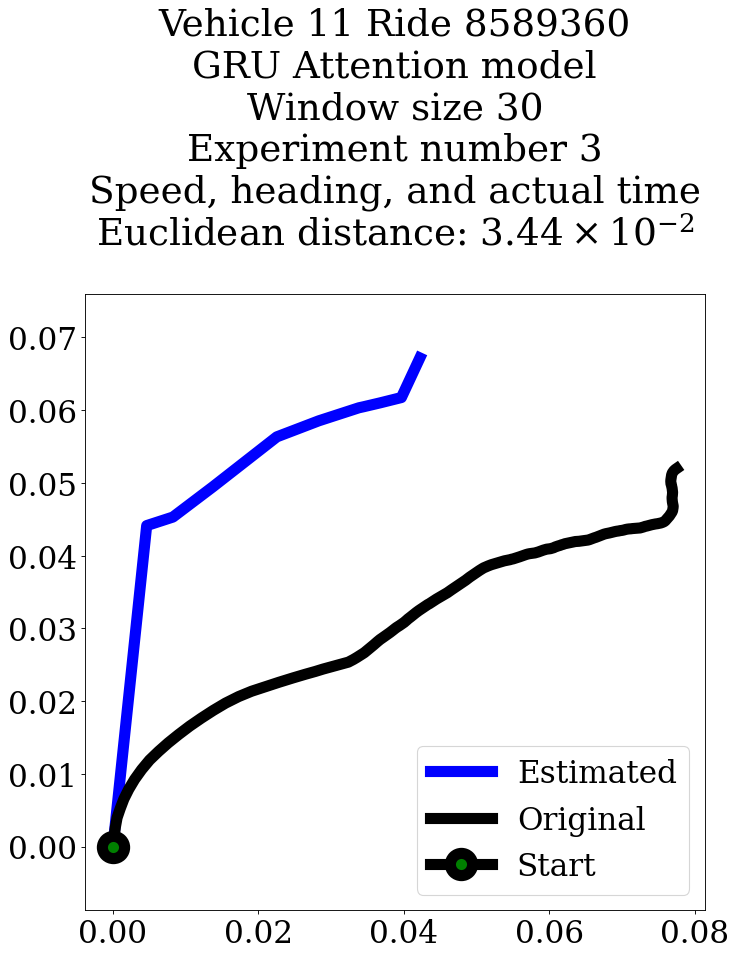 Vehicle 11 Ride 8589360
GRU Attention model
Window size 30
Experiment number 3
Speed, heading, and actual time
Euclidean distance: 3.44 × 10⁻²
0.07
0.06
0.05
0.04
0.03
0.02
0.01
0.00
Estimated
Original
Start
0.00 0.02 0.04 0.06 0.08